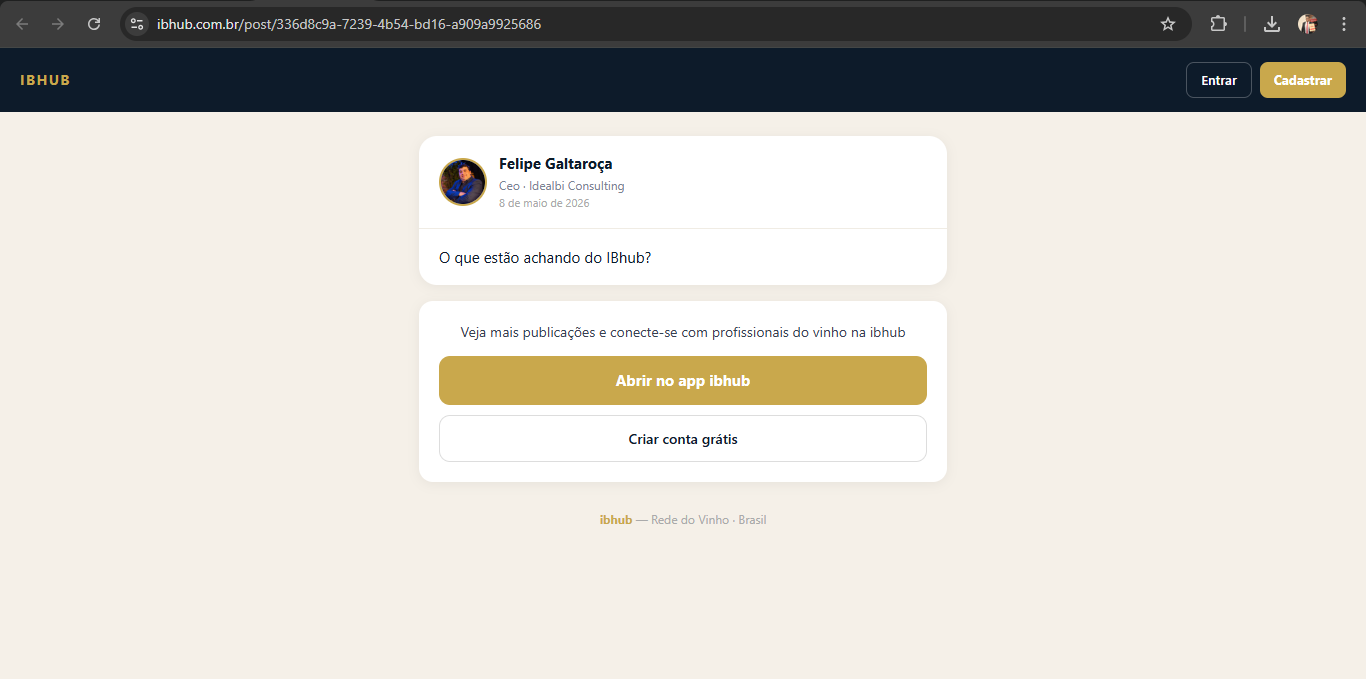 ibhub.com.br/post/336d8c9a-7239-4b54-bd16-a909a9925686
IBHUB
Entrar
Cadastrar
Felipe Galtaroça
Ceo · Idealbi Consulting
8 de maio de 2026
O que estão achando do IBhub?
Veja mais publicações e conecte-se com profissionais do vinho na ibhub
Abrir no app ibhub
Criar conta grátis
ibhub — Rede do Vinho · Brasil